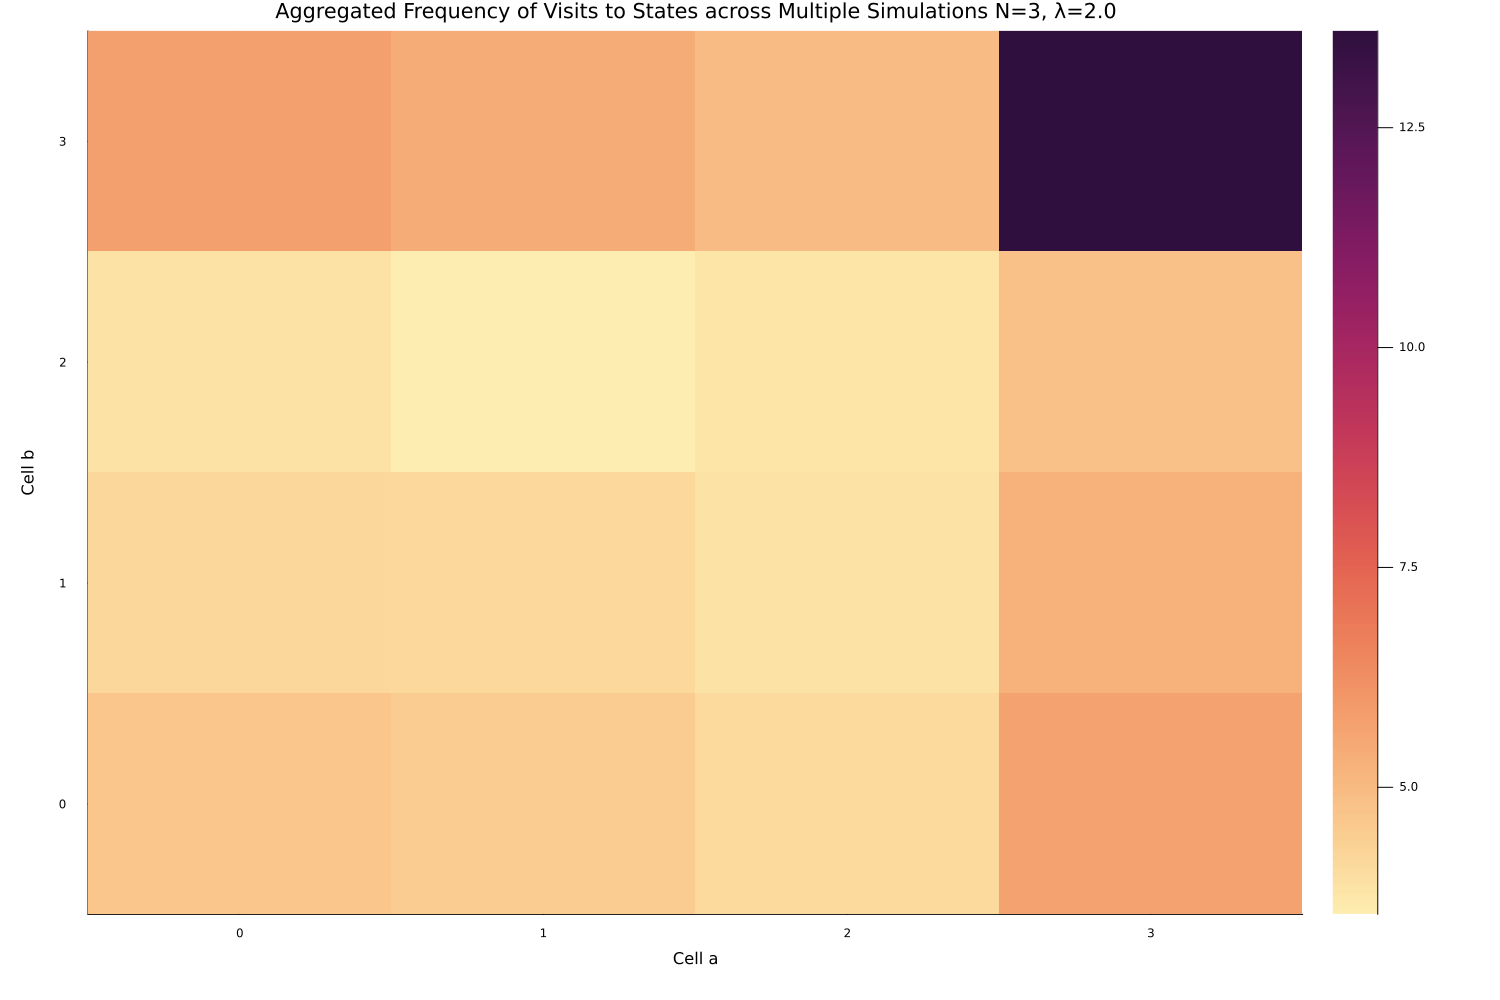 Aggregated Frequency of Visits to States across Multiple Simulations N=3, λ=2.0
3
2
1
0
Cell b
0 1 2 3
Cell a
12.5
10.0
7.5
5.0